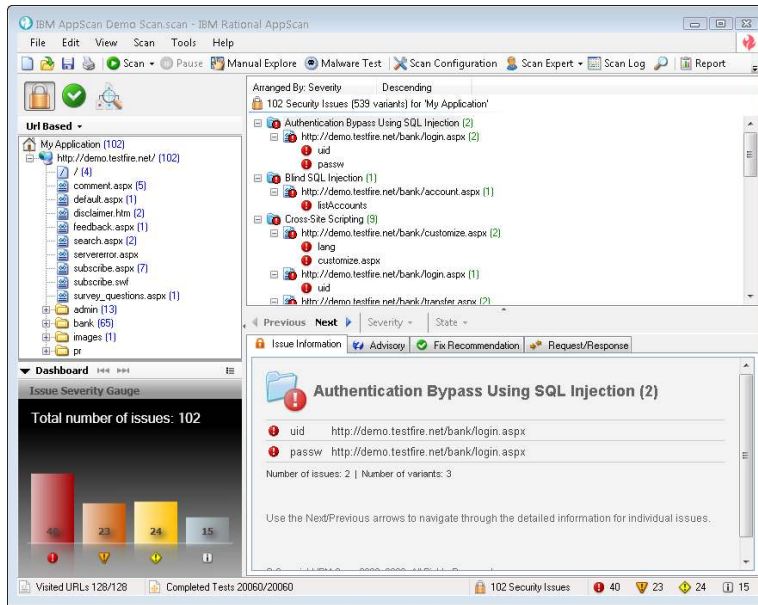 IBM AppScan Demo Scan.scan - IBM Rational AppScan
File Edit View Scan Tools Help
Scan Pause Manual Explore Malware Test Scan Configuration Scan Expert Scan Log Report
Url Based
My Application (102)
http://demo.testfire.net/ (102)
/ (4)
comment.aspx (5)
default.aspx (1)
disclaimer.htm (2)
feedback.aspx (1)
search.aspx (2)
servererror.aspx
subscribe.aspx (7)
subscribe.swf
survey_questions.aspx (1)
admin (13)
bank (65)
images (1)
pr
Arranged By: Severity Descending
102 Security Issues (539 variants) for 'My Application'
Authentication Bypass Using SQL Injection (2)
http://demo.testfire.net/bank/login.aspx (2)
uid
passw
Blind SQL Injection (1)
http://demo.testfire.net/bank/account.aspx (1)
listAccounts
Cross-Site Scripting (9)
http://demo.testfire.net/bank/customize.aspx (2)
lang
customize.aspx
http://demo.testfire.net/bank/login.aspx (1)
uid
http://demo.testfire.net/bank/transfer.aspx (2)
Previous Next Severity State
Issue Information Advisory Fix Recommendation Request/Response
Authentication Bypass Using SQL Injection (2)
uid http://demo.testfire.net/bank/login.aspx
passw http://demo.testfire.net/bank/login.aspx
Number of issues: 2 | Number of variants: 3
Use the Next/Previous arrows to navigate through the detailed information for individual issues.
Dashboard
Issue Severity Gauge
Total number of issues: 102
40 23 24 15
Visited URLs 128/128 Completed Tests 20060/20060 102 Security Issues 40 23 24 15